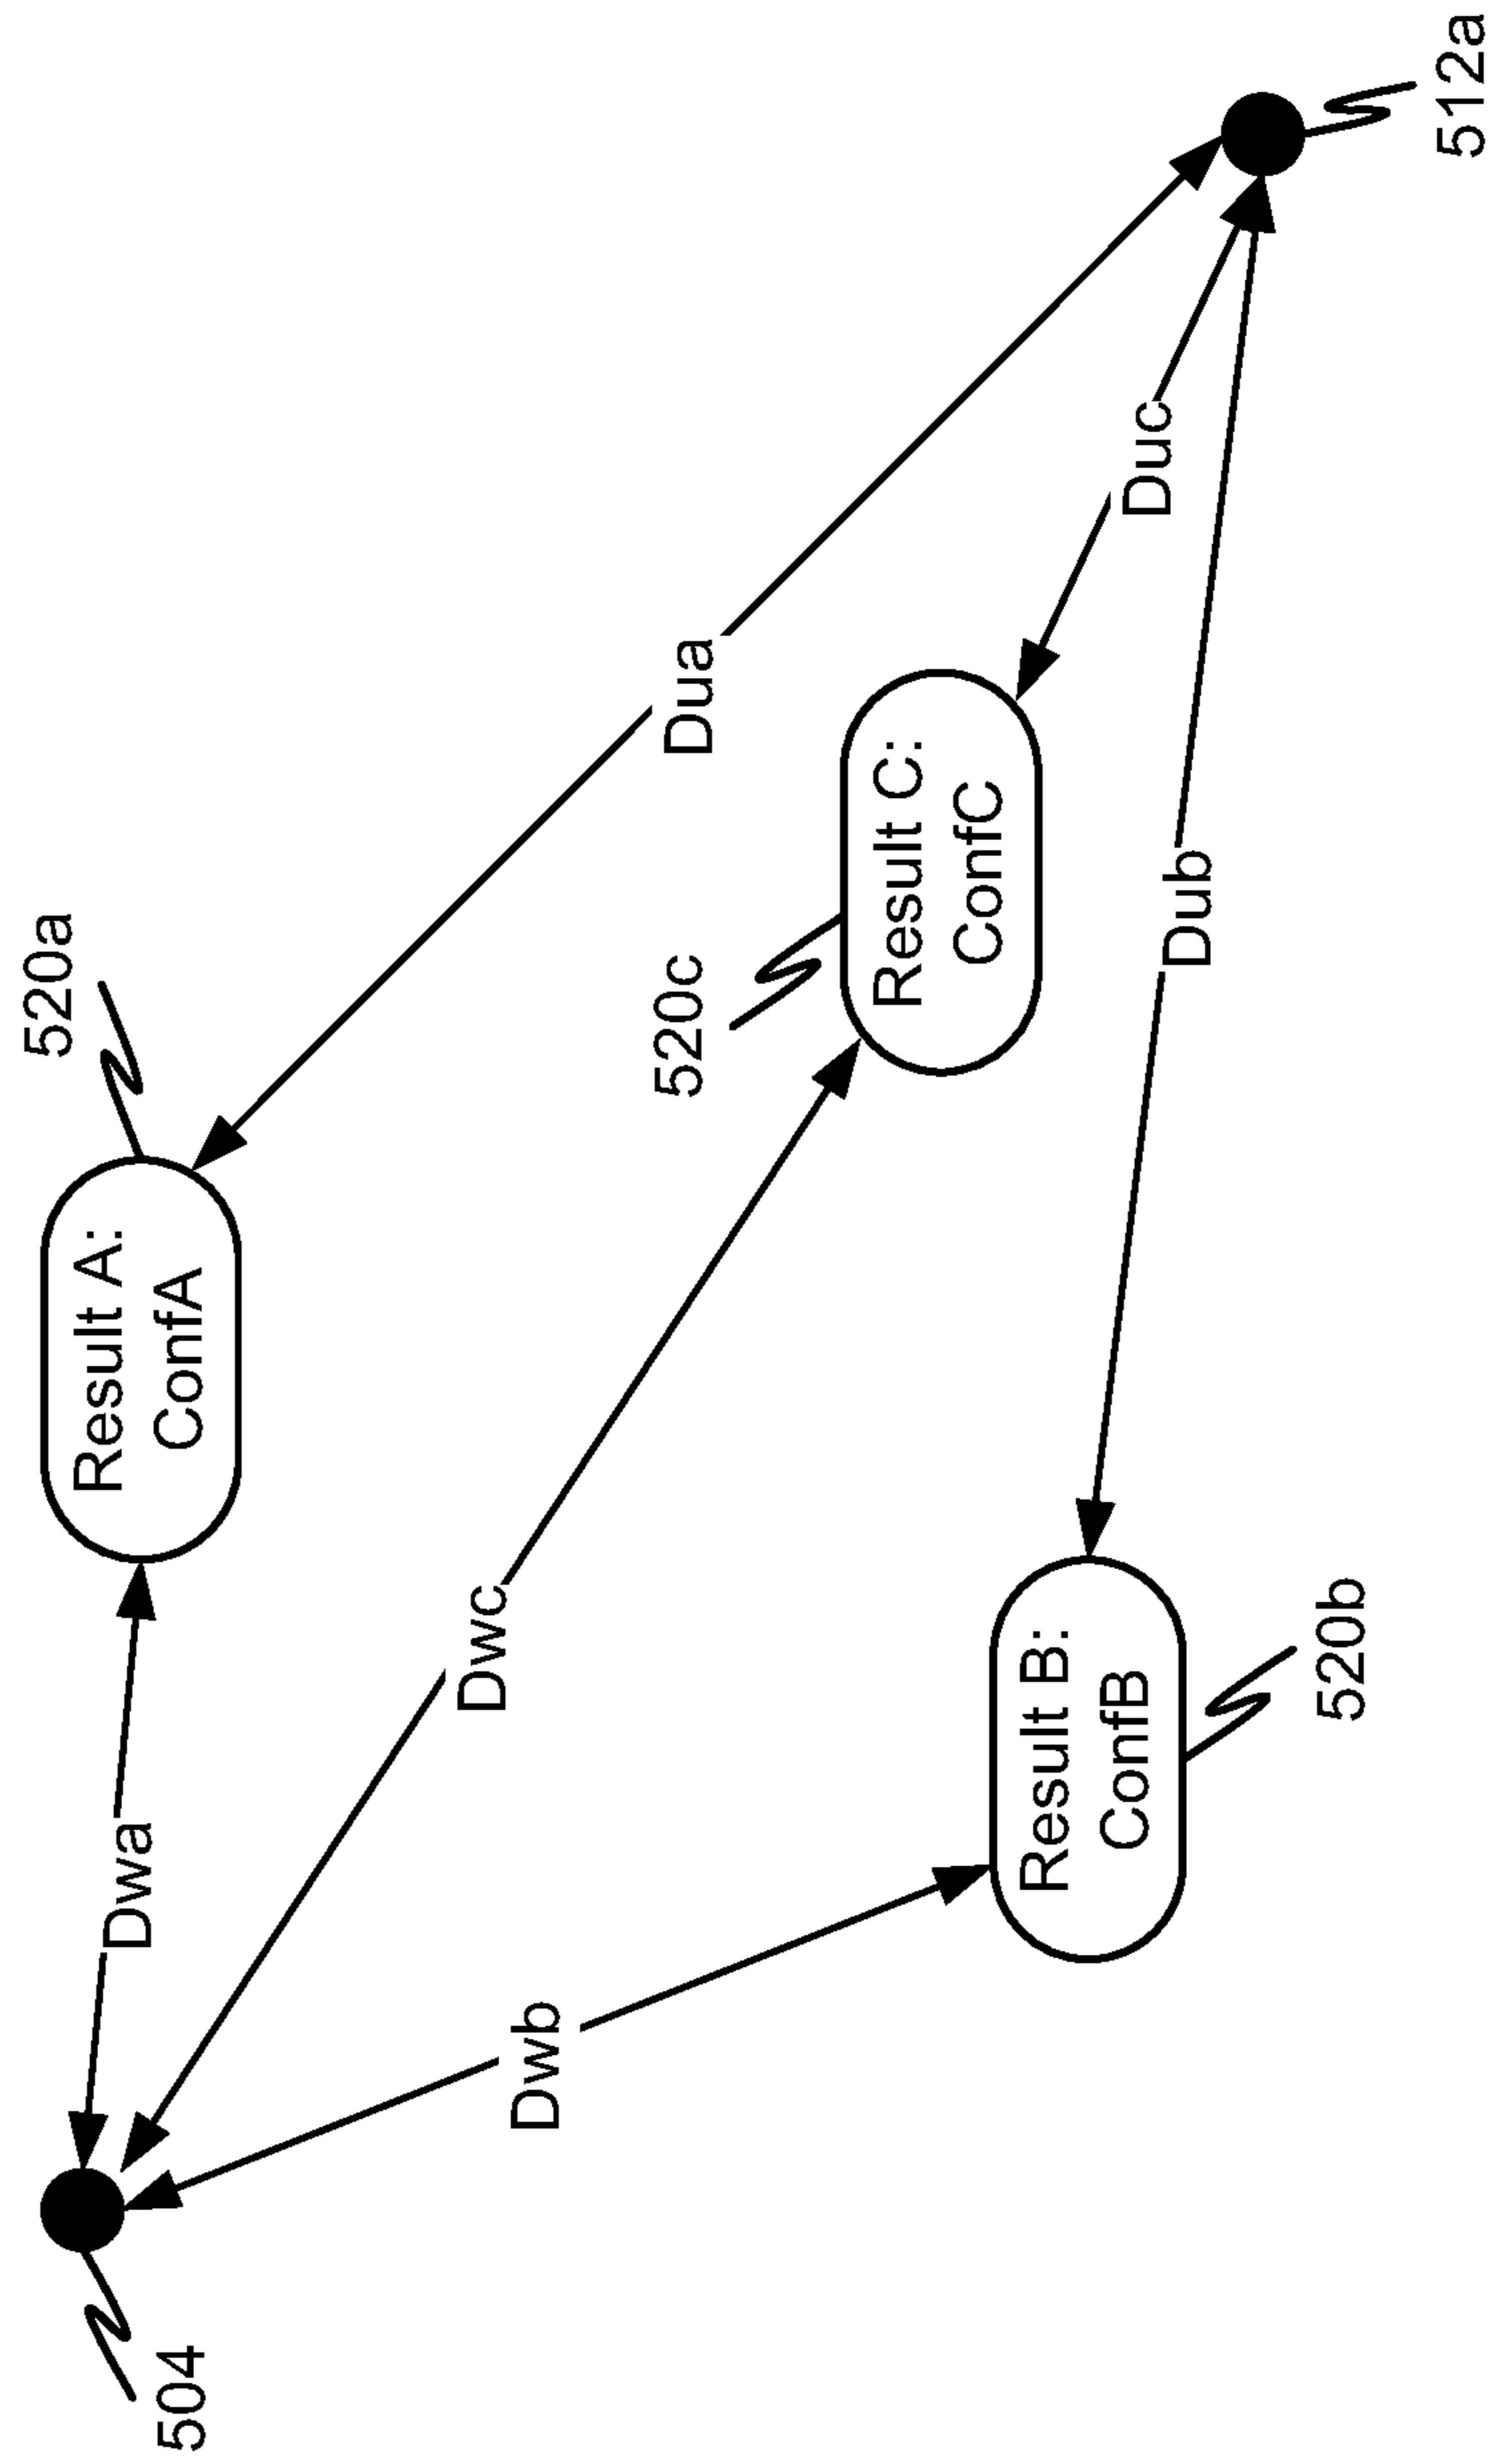 520a
Result A:
ConfA
Dwa
504
Dwc
Dwb
520c
Dua
Result C:
ConfC
Result B:
ConfB
Duc
Dub
520b
512a